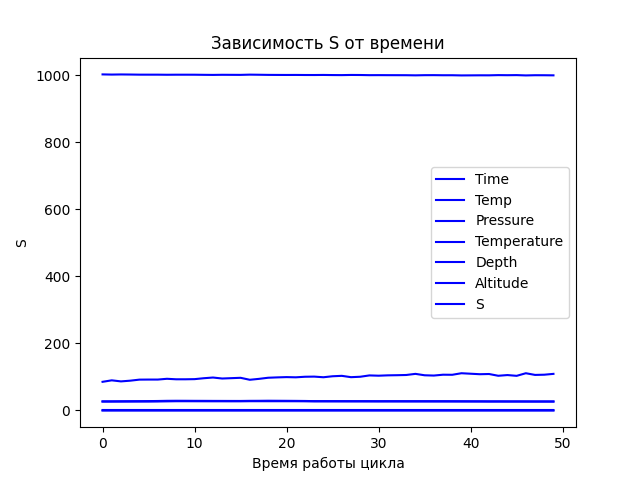 Зависимость S от времени
1000
800
600
400
200
0
S
Time
Temp
Pressure
Temperature
Depth
Altitude
S
0
10
20
30
40
50
Время работы цикла